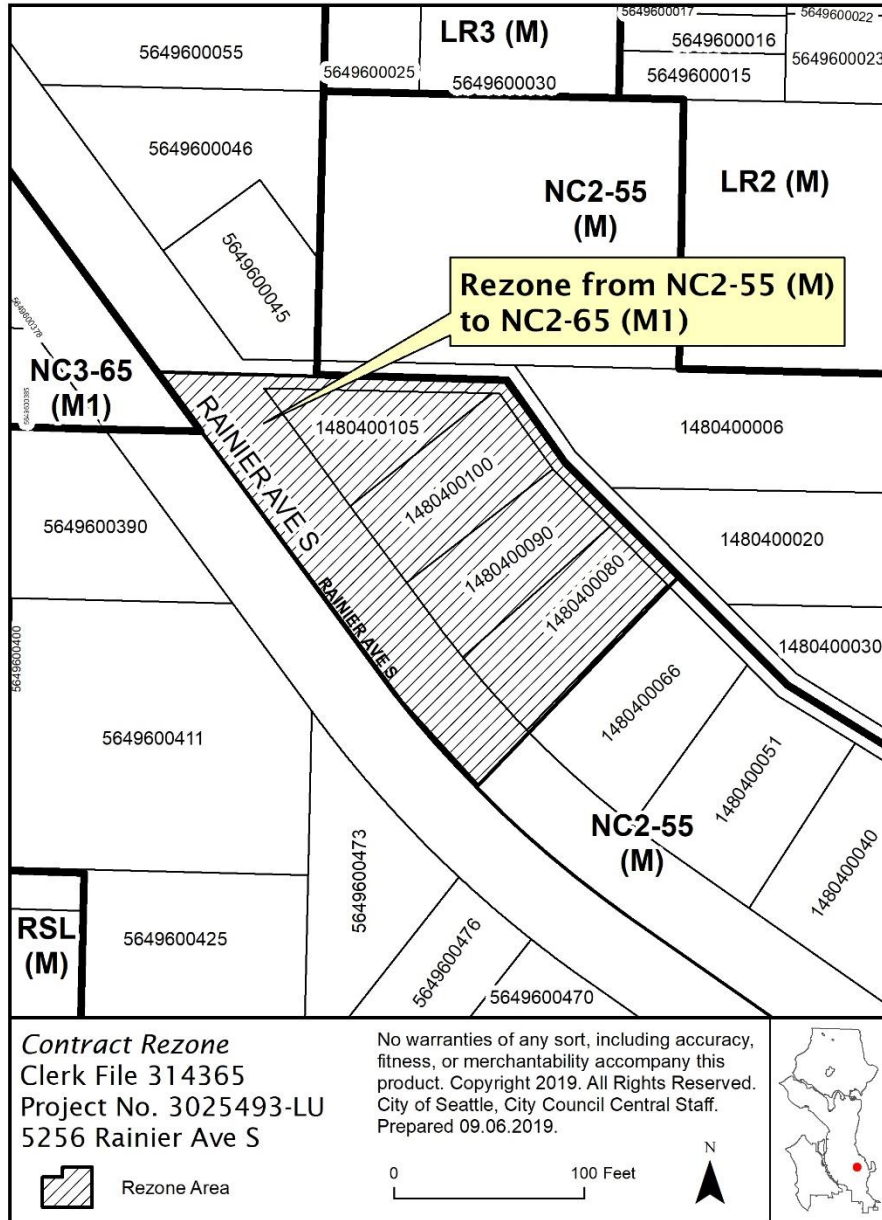 5649600055
LR3 (M)
5649600017
5649600022
5649600016
5649600023
5649600025
5649600030
5649600015
5649600046
NC2-55
(M)
LR2 (M)
5649600045
Rezone from NC2-55 (M)
to NC2-65 (M1)
5649600378
NC3-65
(M1)
5649600385
RAINIER AVE S
1480400105
1480400006
1480400100
5649600390
1480400090
1480400020
1480400080
RAINIER AVE S
5649600400
1480400030
1480400066
5649600411
1480400051
NC2-55
(M)
1480400040
5649600473
RSL
(M)
5649600425
5649600476
5649600470
Contract Rezone
Clerk File 314365
Project No. 3025493-LU
5256 Rainier Ave S
Rezone Area
No warranties of any sort, including accuracy,
fitness, or merchantability accompany this
product. Copyright 2019. All Rights Reserved.
City of Seattle, City Council Central Staff.
Prepared 09.06.2019.
0
100 Feet
N